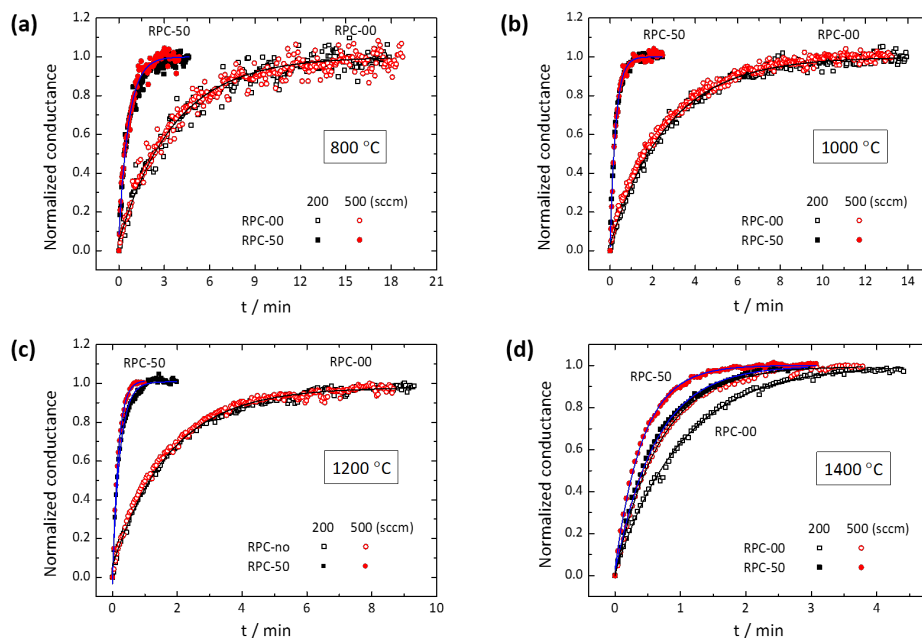 (a)
RPC-50
RPC-00
1.2
1.0
0.8
0.6
0.4
0.2
0.0
Normalized conductance
800 °C
200 500 (sccm)
RPC-00
RPC-50
0 3 6 9 12 15 18 21
t / min
(b)
RPC-50
RPC-00
1.2
1.0
0.8
0.6
0.4
0.2
0.0
Normalized conductance
1000 °C
200 500 (sccm)
RPC-00
RPC-50
0 2 4 6 8 10 12 14
t / min
(c)
RPC-50
RPC-00
1.2
1.0
0.8
0.6
0.4
0.2
0.0
Normalized conductance
1200 °C
200 500 (sccm)
RPC-no
RPC-50
0 2 4 6 8 10
t / min
(d)
RPC-50
RPC-00
1.0
0.8
0.6
0.4
0.2
0.0
Normalized conductance
1400 °C
200 500 (sccm)
RPC-00
RPC-50
0 1 2 3 4
t / min